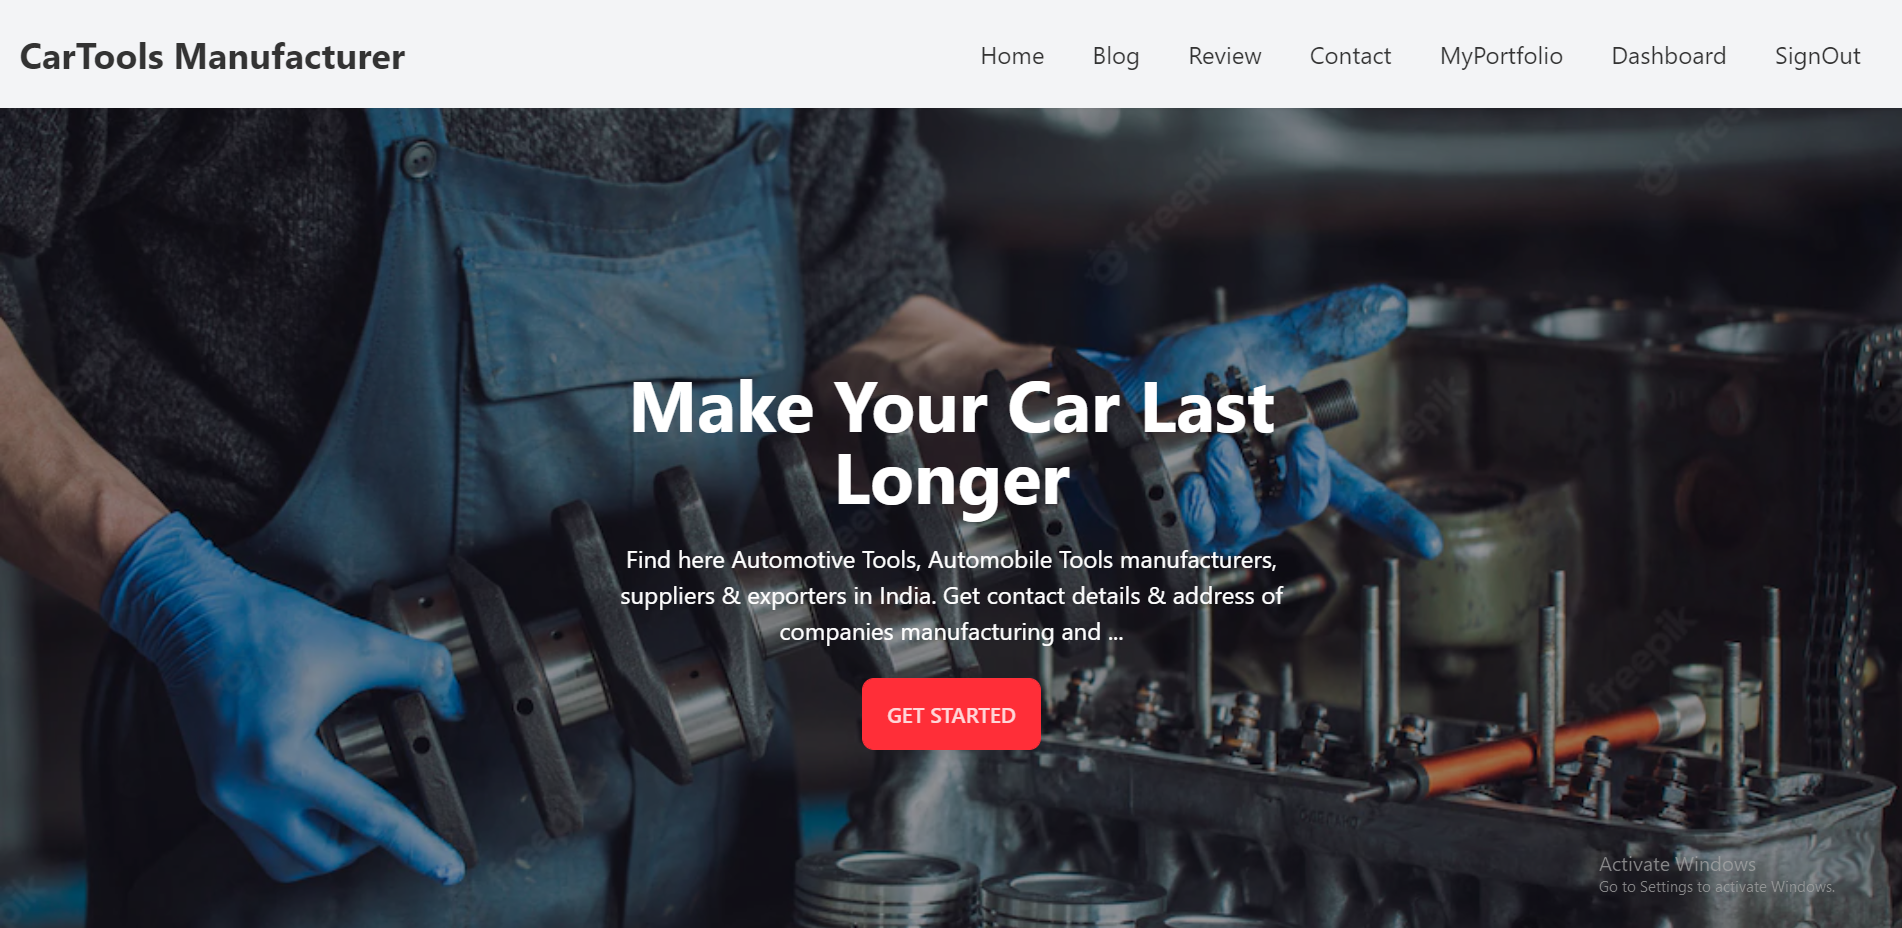 CarTools Manufacturer
Home Blog Review Contact MyPortfolio Dashboard SignOut
freepik
freepik
Make Your Car Last
Longer
Find here Automotive Tools, Automobile Tools manufacturers,
suppliers & exporters in India. Get contact details & address of
companies manufacturing and ...
GET STARTED
freepik
Activate Windows
Go to Settings to activate Windows.